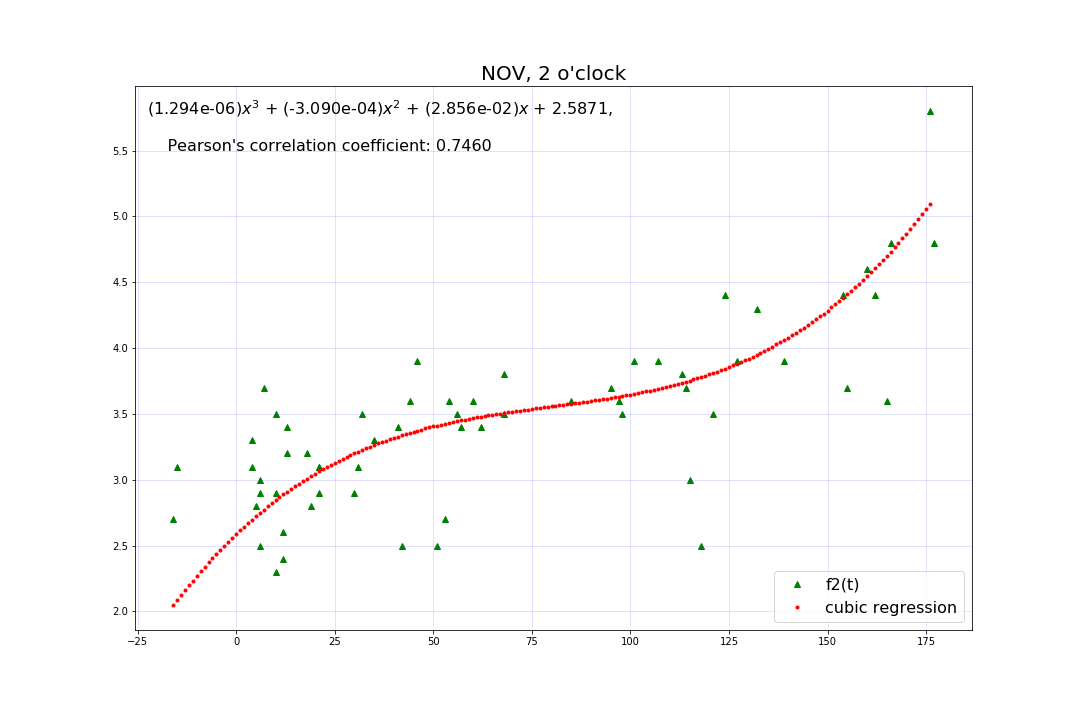 NOV, 2 o'clock
(1.294e-06)x³ + (-3.090e-04)x² + (2.856e-02)x + 2.5871,
Pearson's correlation coefficient: 0.7460
5.5
5.0
4.5
4.0
3.5
3.0
2.5
2.0
f2(t)
cubic regression
−25 0 25 50 75 100 125 150 175